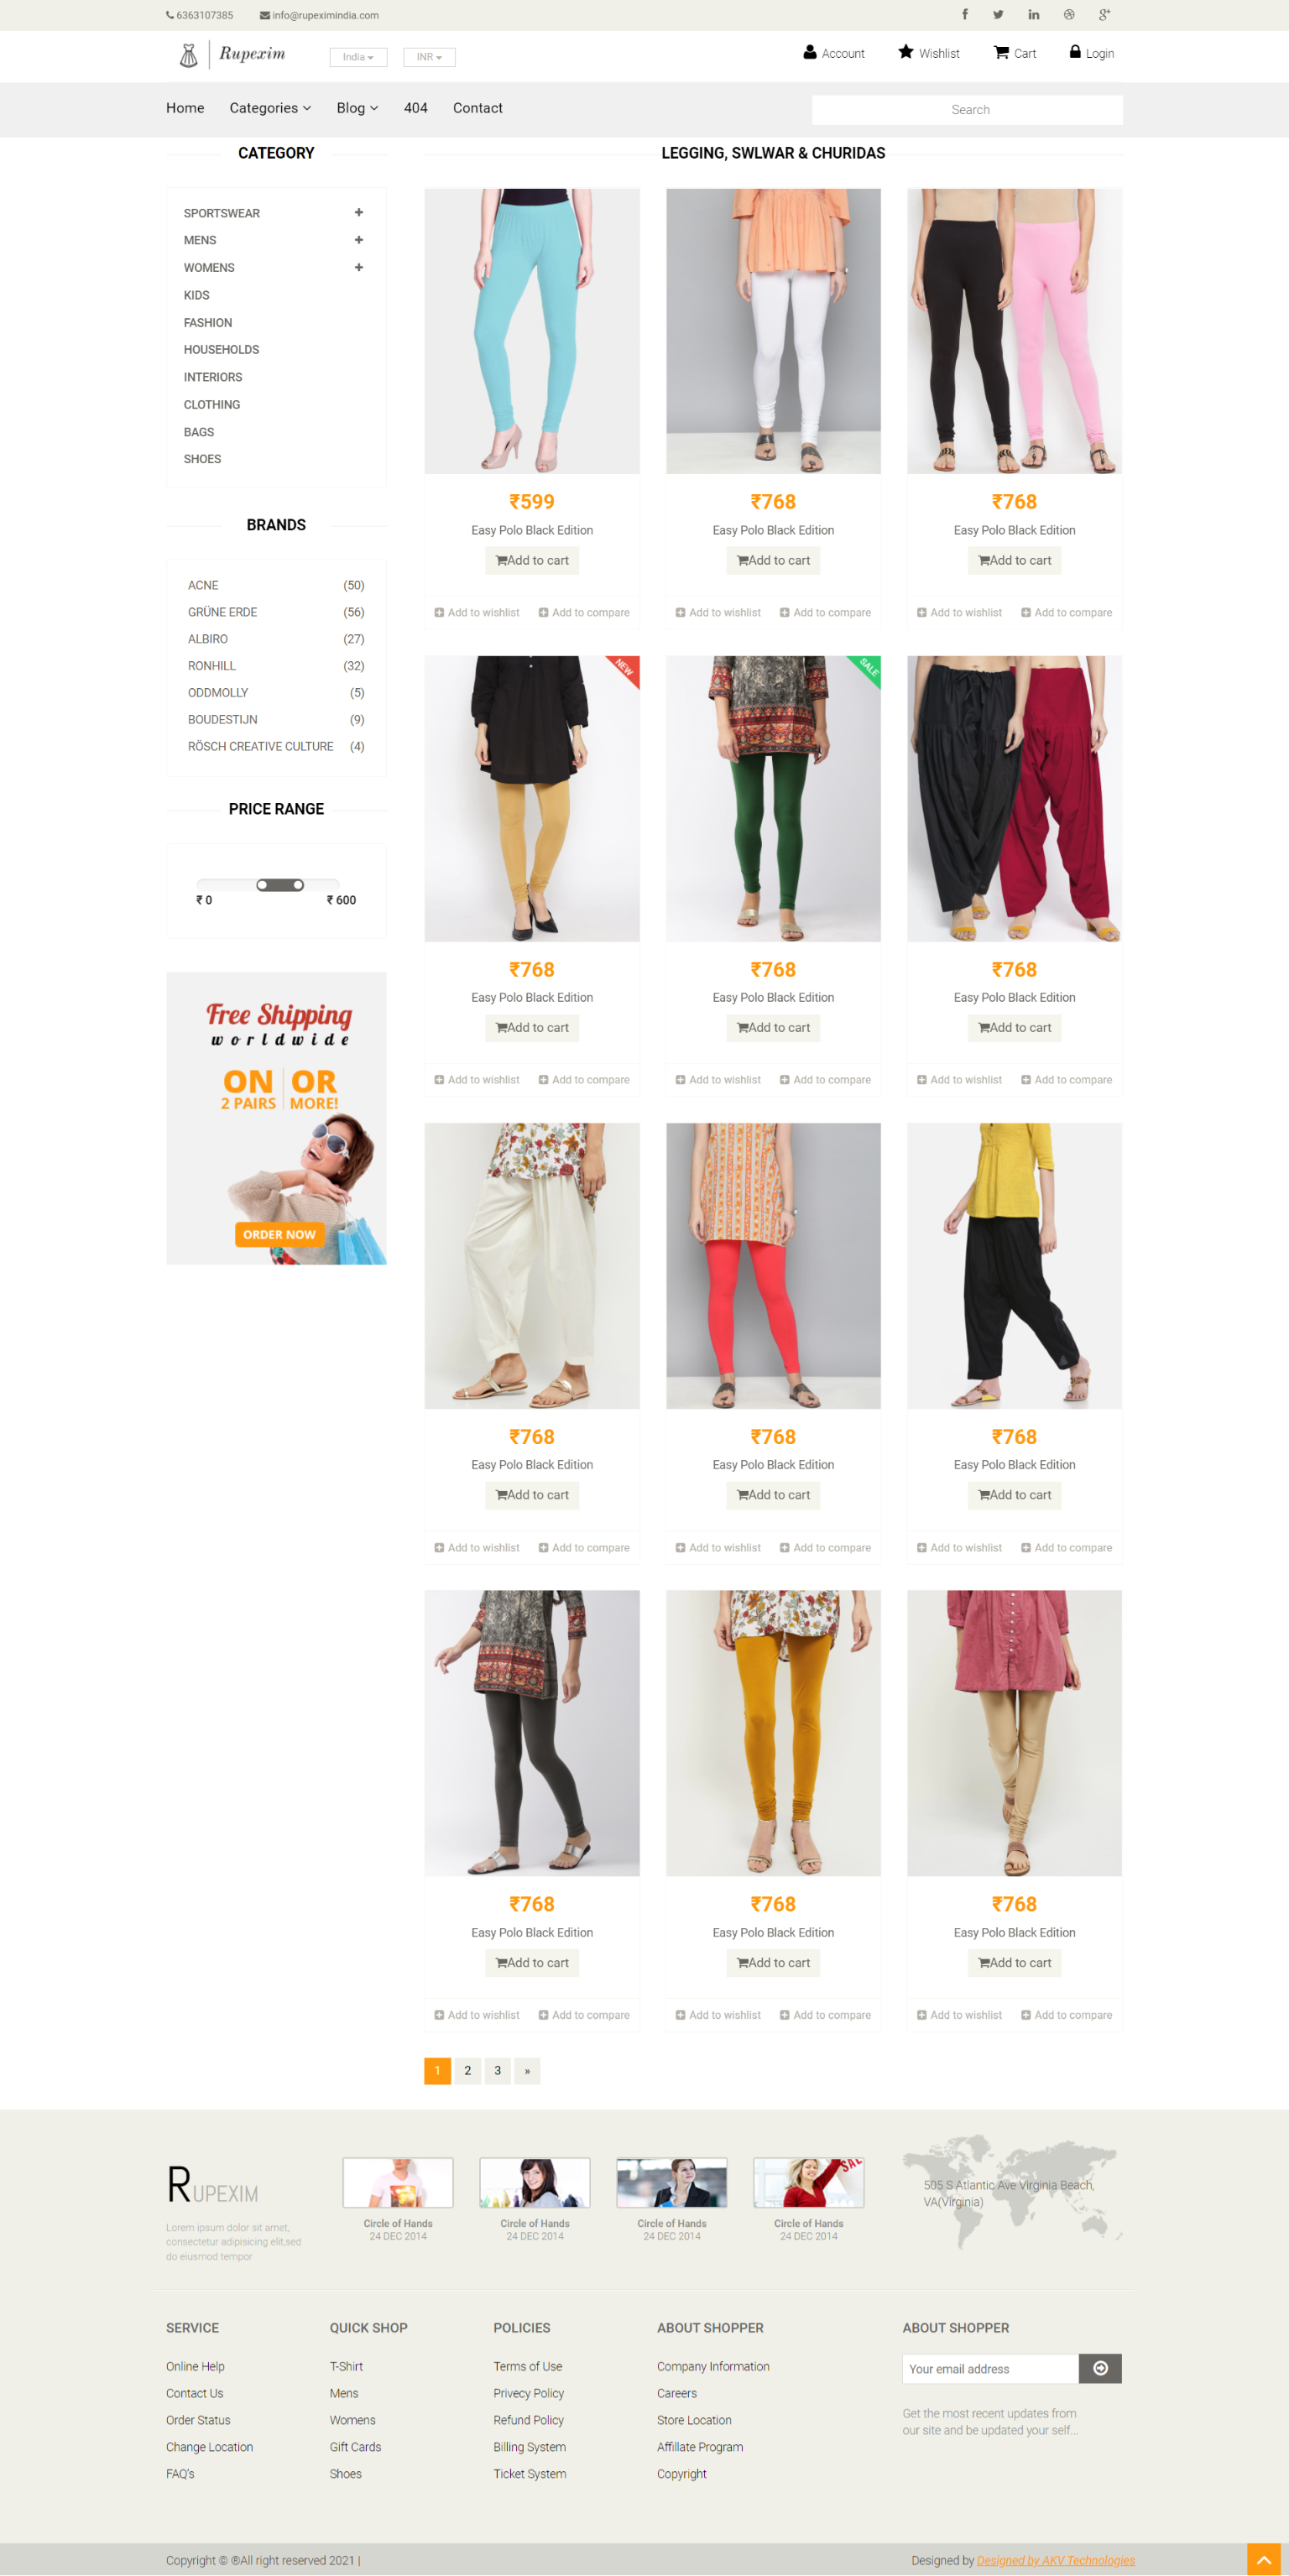 6363107385 info@rupeximindia.com
Rupexim India INR Account Wishlist Cart Login
Home Categories Blog 404 Contact Search
CATEGORY
SPORTSWEAR
MENS
WOMENS
KIDS
FASHION
HOUSEHOLDS
INTERIORS
CLOTHING
BAGS
SHOES
BRANDS
ACNE (50)
GRÜNE ERDE (56)
ALBIRO (27)
RONHILL (32)
ODDMOLLY (5)
BOUDESTIJN (9)
RÖSCH CREATIVE CULTURE (4)
PRICE RANGE
₹ 0 ₹ 600
Free Shipping
worldwide
ON OR
2 PAIRS MORE!
ORDER NOW
LEGGING, SWLWAR & CHURIDAS
₹599 ₹768 ₹768
Easy Polo Black Edition Easy Polo Black Edition Easy Polo Black Edition
Add to cart Add to cart Add to cart
Add to wishlist Add to compare Add to wishlist Add to compare Add to wishlist Add to compare
NEW SALE
₹768 ₹768 ₹768
Easy Polo Black Edition Easy Polo Black Edition Easy Polo Black Edition
Add to cart Add to cart Add to cart
Add to wishlist Add to compare Add to wishlist Add to compare Add to wishlist Add to compare
₹768 ₹768 ₹768
Easy Polo Black Edition Easy Polo Black Edition Easy Polo Black Edition
Add to cart Add to cart Add to cart
Add to wishlist Add to compare Add to wishlist Add to compare Add to wishlist Add to compare
₹768 ₹768 ₹768
Easy Polo Black Edition Easy Polo Black Edition Easy Polo Black Edition
Add to cart Add to cart Add to cart
Add to wishlist Add to compare Add to wishlist Add to compare Add to wishlist Add to compare
1 2 3 »
RUPEXIM
Lorem ipsum dolor sit amet,
consectetur adipisicing elit,sed
do eiusmod tempor
SALE
Circle of Hands Circle of Hands Circle of Hands Circle of Hands
24 DEC 2014 24 DEC 2014 24 DEC 2014 24 DEC 2014
505 S Atlantic Ave Virginia Beach,
VA(Virginia)
SERVICE
Online Help
Contact Us
Order Status
Change Location
FAQ's
QUICK SHOP
T-Shirt
Mens
Womens
Gift Cards
Shoes
POLICIES
Terms of Use
Privecy Policy
Refund Policy
Billing System
Ticket System
ABOUT SHOPPER
Company Information
Careers
Store Location
Affillate Program
Copyright
ABOUT SHOPPER
Your email address
Get the most recent updates from
our site and be updated your self...
Copyright © ®All right reserved 2021 | Designed by Designed by AKV Technologies